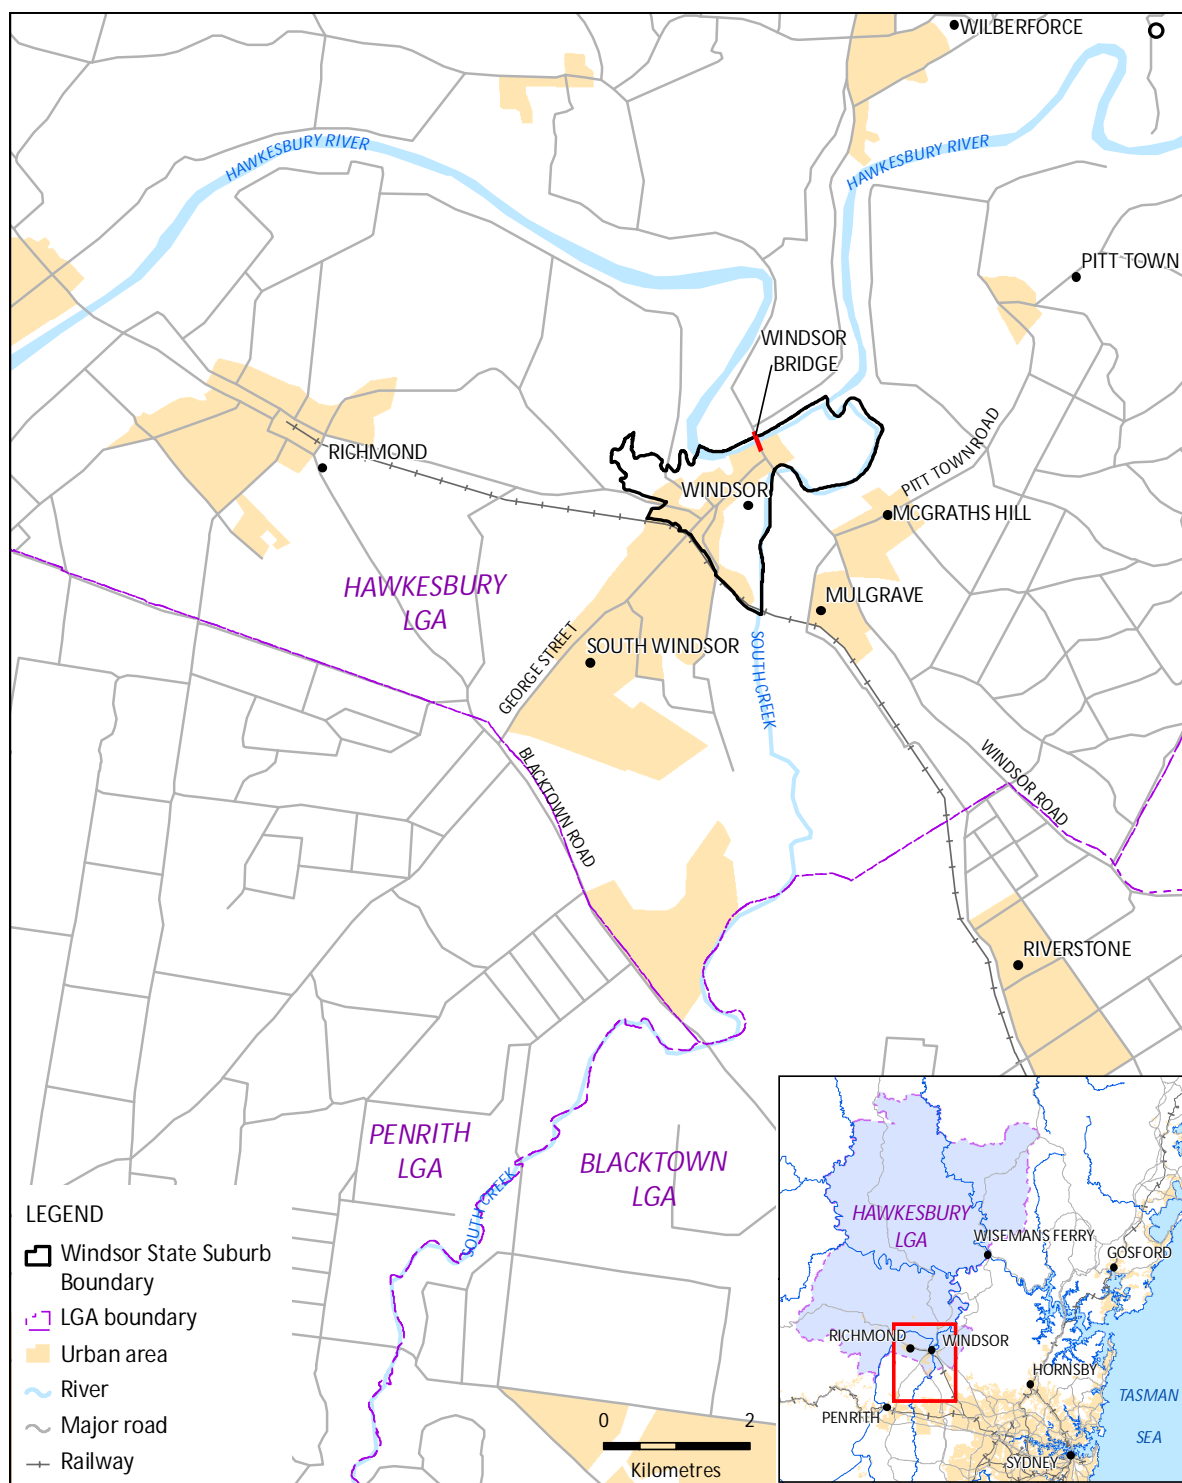 WILBERFORCE
HAWKESBURY RIVER
HAWKESBURY RIVER
PITT TOWN
WINDSOR
BRIDGE
RICHMOND
PITT TOWN ROAD
WINDSOR
MCGRATHS HILL
HAWKESBURY
LGA
MULGRAVE
GEORGE STREET
SOUTH WINDSOR
SOUTH CREEK
BLACKTOWN ROAD
WINDSOR ROAD
RIVERSTONE
PENRITH
LGA
BLACKTOWN
LGA
SOUTH CREEK
LEGEND
Windsor State Suburb
Boundary
LGA boundary
Urban area
River
Major road
Railway
0 2
Kilometres
HAWKESBURY
LGA
WISEMANS FERRY
GOSFORD
RICHMOND
WINDSOR
HORNSBY
PENRITH
TASMAN
SEA
SYDNEY